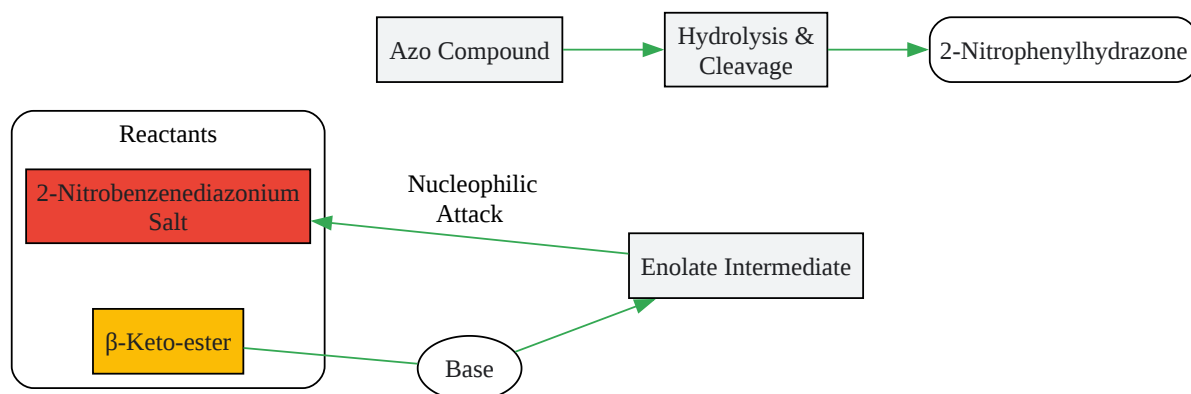 Azo Compound
Hydrolysis &
Cleavage
2-Nitrophenylhydrazone
Reactants
2-Nitrobenzenediazonium
Salt
Nucleophilic
Attack
Enolate Intermediate
β-Keto-ester
Base